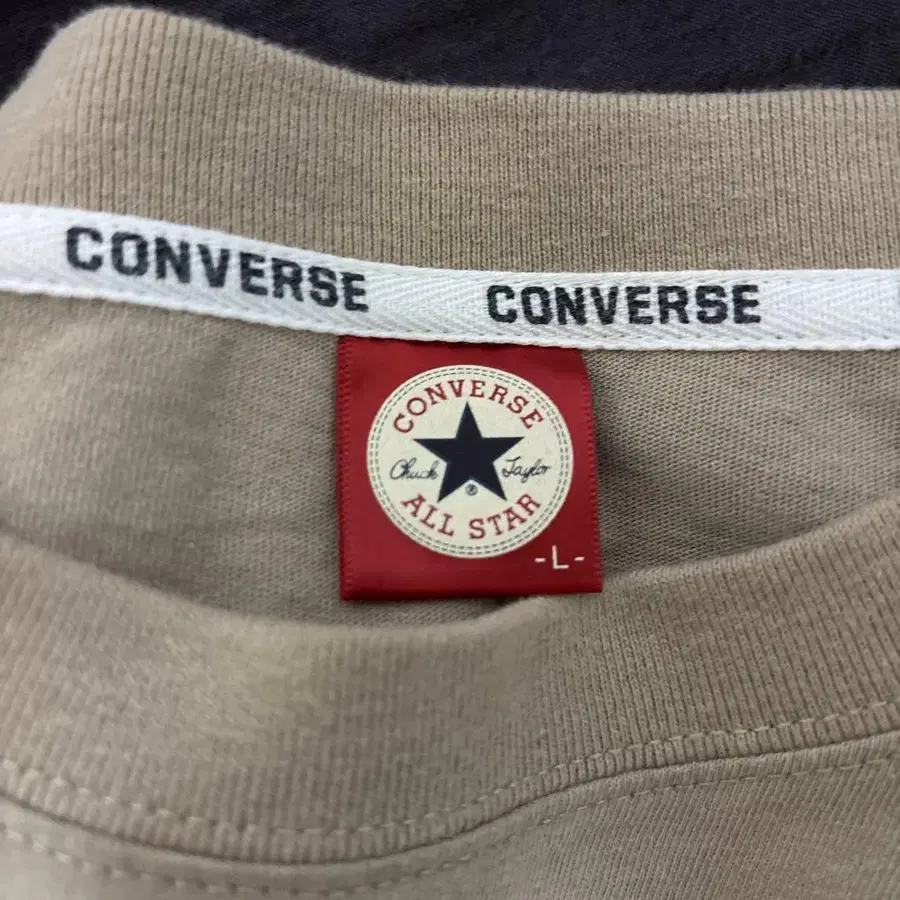 CONVERSE CONVERSE
CONVERSE
Chuck Taylor
®
ALL STAR
-L-